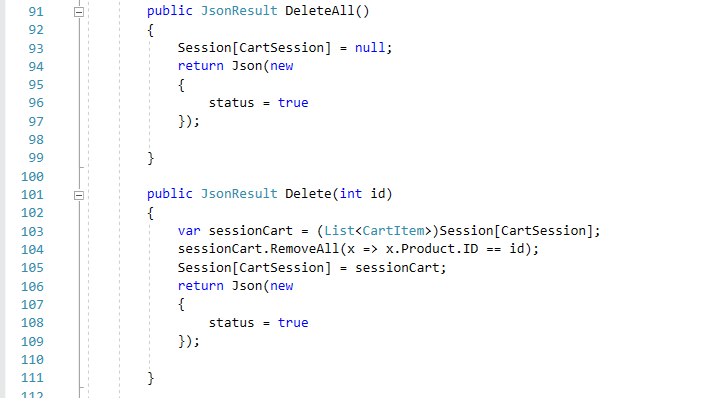 91 public JsonResult DeleteAll()
92 {
93 Session[CartSession] = null;
94 return Json(new
95 {
96 status = true
97 });
98
99 }
100
101 public JsonResult Delete(int id)
102 {
103 var sessionCart = (List<CartItem>)Session[CartSession];
104 sessionCart.RemoveAll(x => x.Product.ID == id);
105 Session[CartSession] = sessionCart;
106 return Json(new
107 {
108 status = true
109 });
110
111 }
112